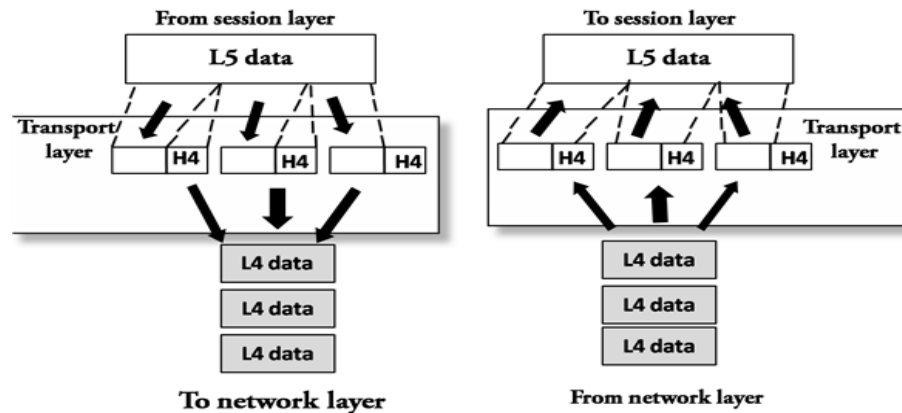 From session layer
L5 data
Transport
layer
H4
H4
H4
L4 data
L4 data
L4 data
To network layer
To session layer
L5 data
Transport
layer
H4
H4
H4
L4 data
L4 data
L4 data
From network layer